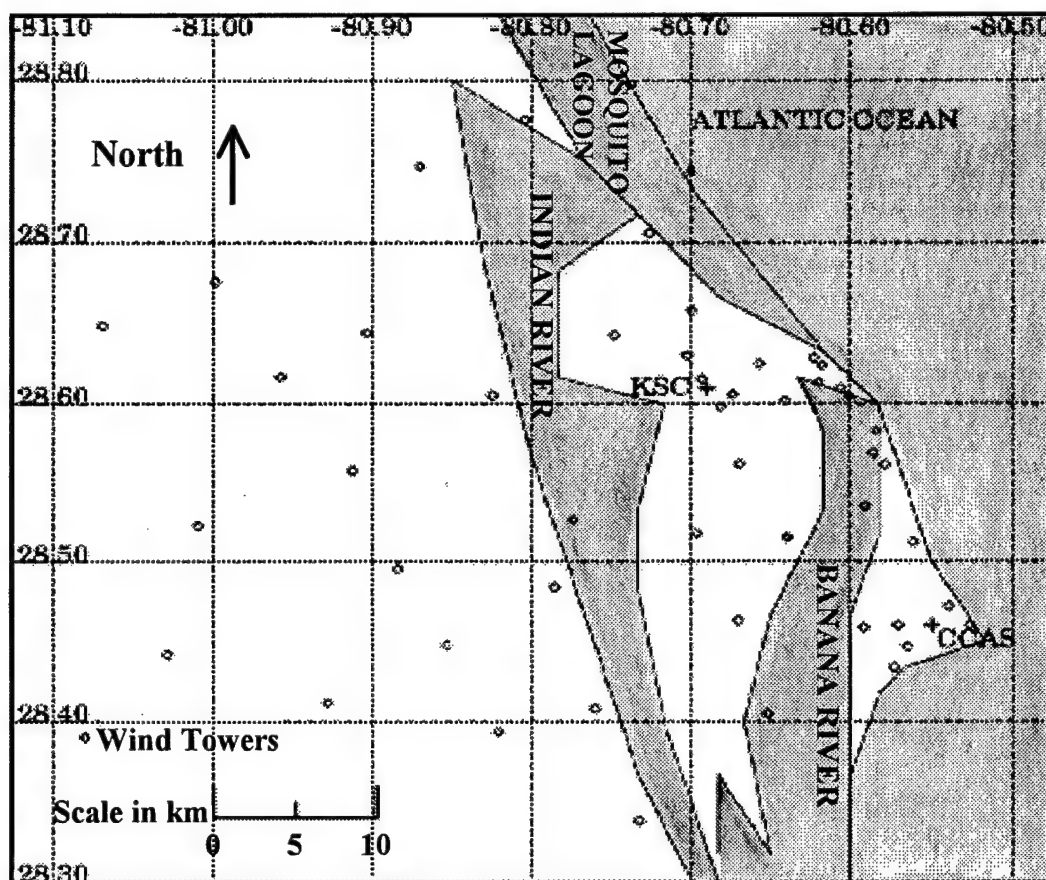 -81.10 -81.00 -80.90 -80.80 -80.70 -80.60 -80.50
28.80
MOSQUITO
LAGOON
ATLANTIC OCEAN
North
28.70
INDIAN RIVER
KSC
28.60
28.50
BANANA RIVER
CCAS
28.40
Wind Towers
Scale in km
0 5 10
28.30